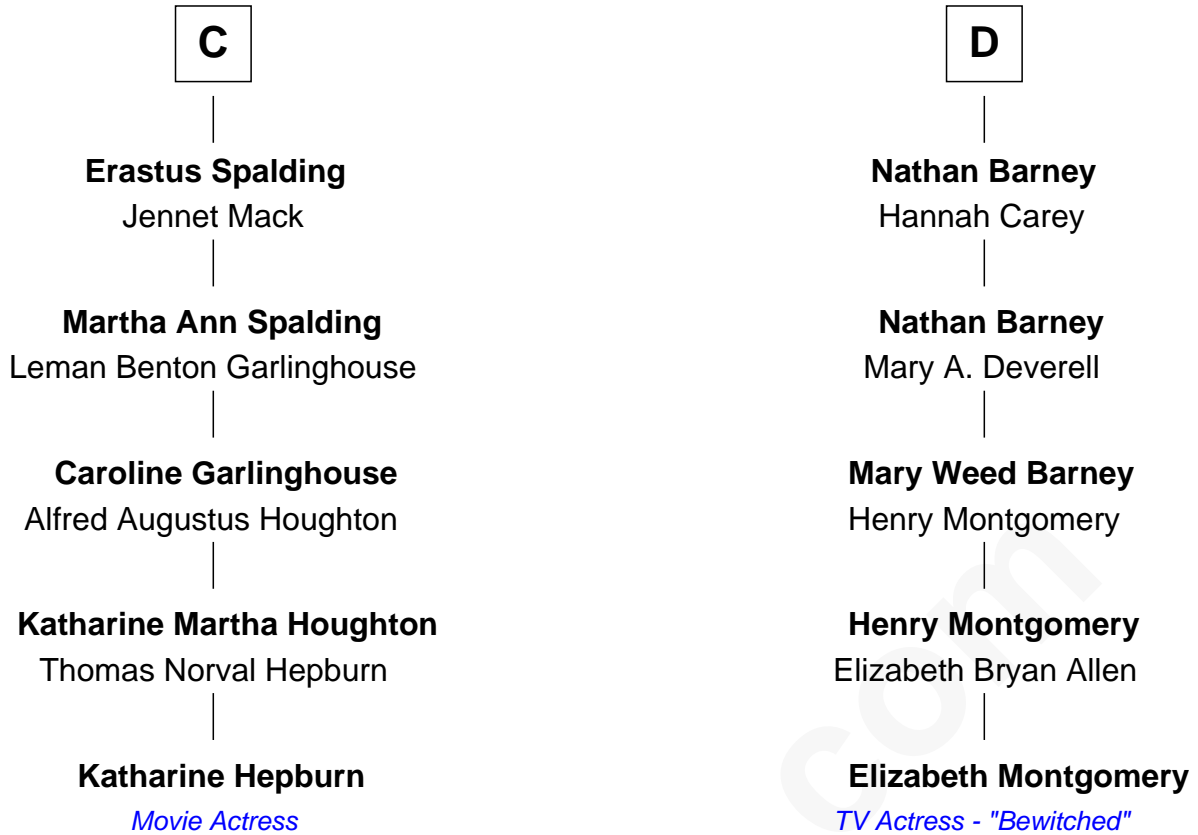 C
Erastus Spalding
Jennet Mack
Martha Ann Spalding
Leman Benton Garlinghouse
Caroline Garlinghouse
Alfred Augustus Houghton
Katharine Martha Houghton
Thomas Norval Hepburn
Katharine Hepburn
Movie Actress
D
Nathan Barney
Hannah Carey
Nathan Barney
Mary A. Deverell
Mary Weed Barney
Henry Montgomery
Henry Montgomery
Elizabeth Bryan Allen
Elizabeth Montgomery
TV Actress - "Bewitched"
com